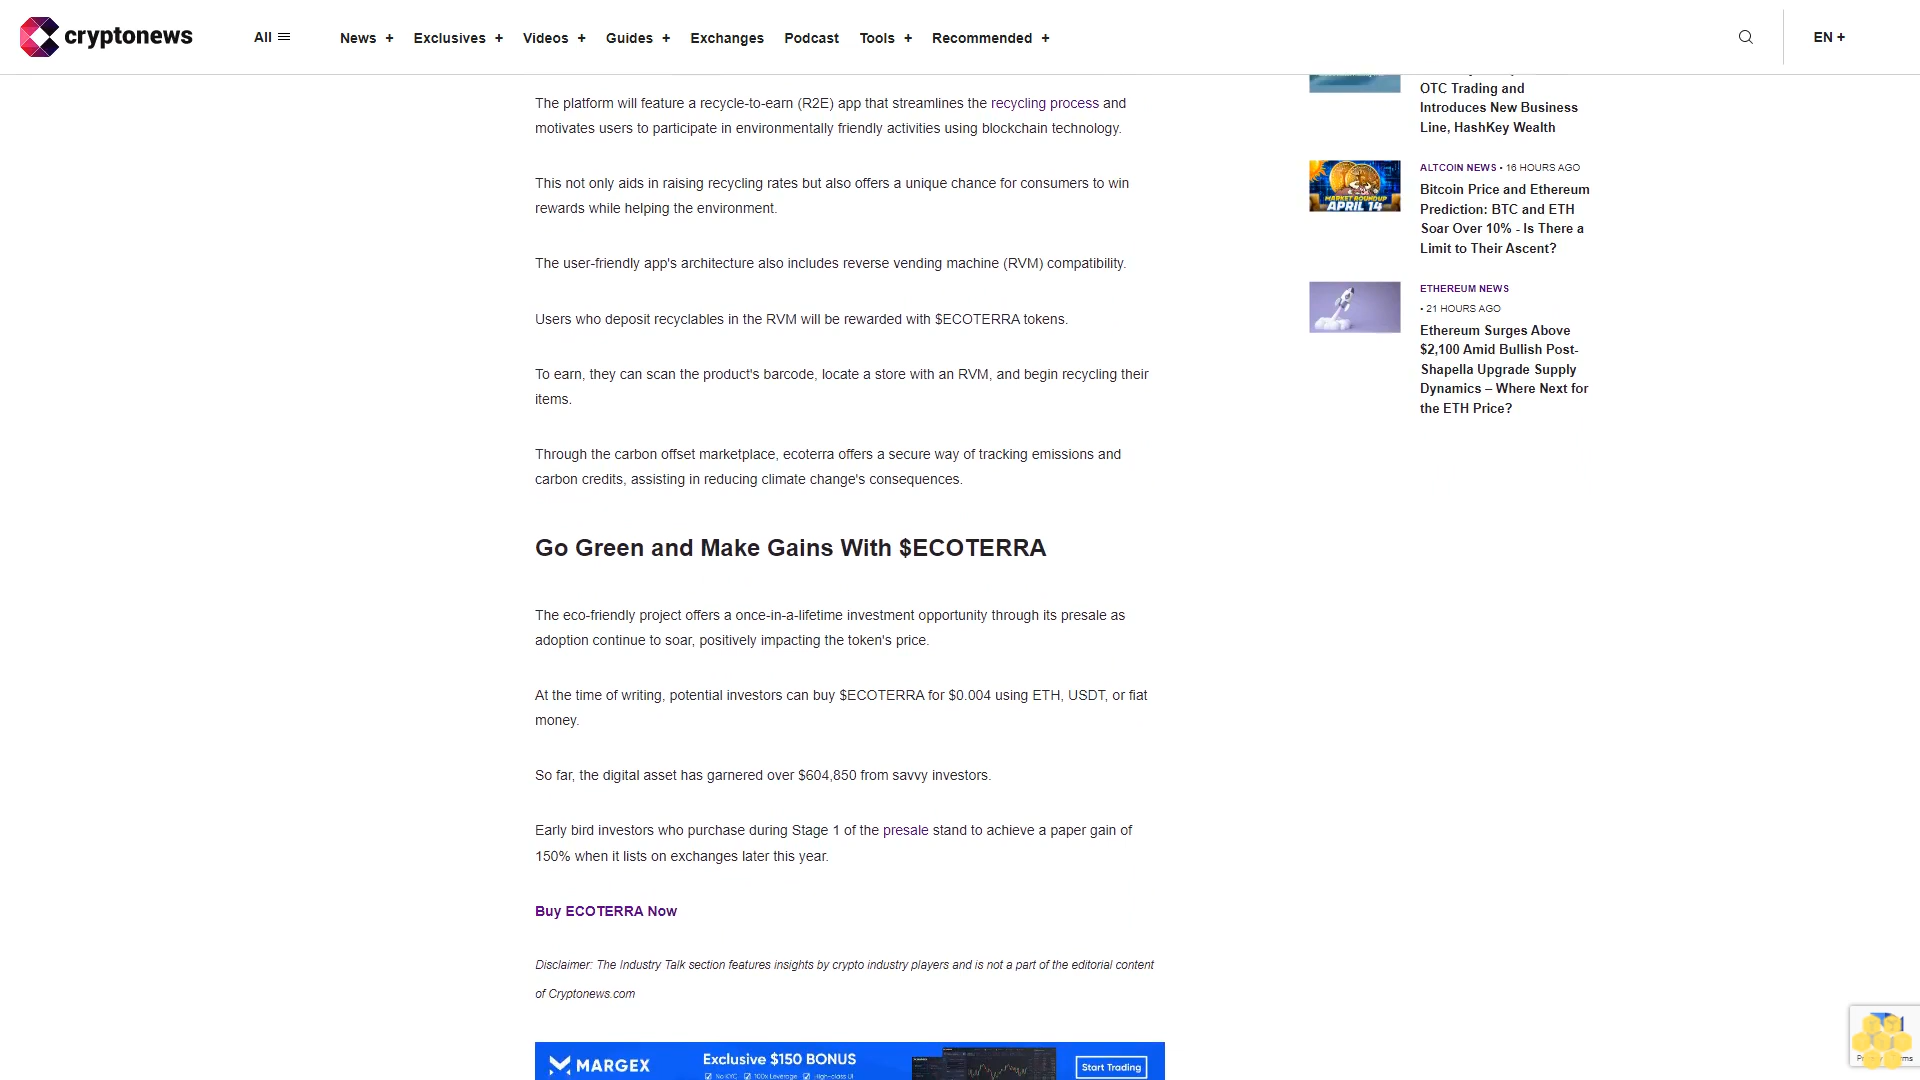 cryptonews
All
News +
Exclusives +
Videos +
Guides +
Exchanges
Podcast
Tools +
Recommended +
EN +
The platform will feature a recycle-to-earn (R2E) app that streamlines the recycling process and
motivates users to participate in environmentally friendly activities using blockchain technology.
This not only aids in raising recycling rates but also offers a unique chance for consumers to win
rewards while helping the environment.
The user-friendly app's architecture also includes reverse vending machine (RVM) compatibility.
Users who deposit recyclables in the RVM will be rewarded with $ECOTERRA tokens.
To earn, they can scan the product's barcode, locate a store with an RVM, and begin recycling their
items.
Through the carbon offset marketplace, ecoterra offers a secure way of tracking emissions and
carbon credits, assisting in reducing climate change's consequences.
Go Green and Make Gains With $ECOTERRA
The eco-friendly project offers a once-in-a-lifetime investment opportunity through its presale as
adoption continue to soar, positively impacting the token's price.
At the time of writing, potential investors can buy $ECOTERRA for $0.004 using ETH, USDT, or fiat
money.
So far, the digital asset has garnered over $604,850 from savvy investors.
Early bird investors who purchase during Stage 1 of the presale stand to achieve a paper gain of
150% when it lists on exchanges later this year.
Buy ECOTERRA Now
Disclaimer: The Industry Talk section features insights by crypto industry players and is not a part of the editorial content
of Cryptonews.com
MARGEX
Exclusive $150 BONUS
No KYC 100x Leverage High-class UI
Start Trading
OTC Trading and
Introduces New Business
Line, HashKey Wealth
ALTCOIN NEWS • 16 HOURS AGO
Bitcoin Price and Ethereum
Prediction: BTC and ETH
Soar Over 10% - Is There a
Limit to Their Ascent?
MARKET ROUNDUP
APRIL 14
ETHEREUM NEWS
• 21 HOURS AGO
Ethereum Surges Above
$2,100 Amid Bullish Post-
Shapella Upgrade Supply
Dynamics – Where Next for
the ETH Price?